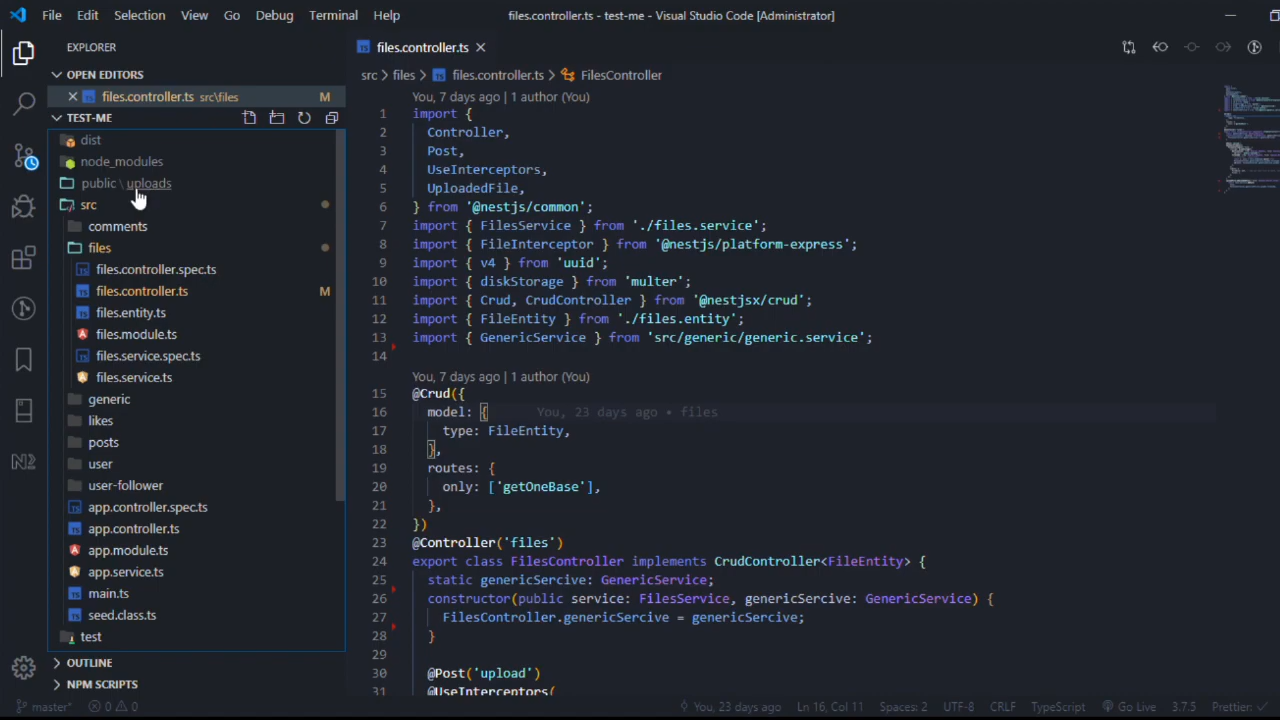 File Edit Selection View Go Debug Terminal Help files.controller.ts - test-me - Visual Studio Code [Administrator]
EXPLORER
OPEN EDITORS
files.controller.ts src\files M
TEST-ME
dist
node_modules
public \ uploads
src
comments
files
files.controller.spec.ts
files.controller.ts M
files.entity.ts
files.module.ts
files.service.spec.ts
files.service.ts
generic
likes
posts
user
user-follower
app.controller.spec.ts
app.controller.ts
app.module.ts
app.service.ts
main.ts
seed.class.ts
test
OUTLINE
NPM SCRIPTS
files.controller.ts
src > files > files.controller.ts > FilesController
You, 7 days ago | 1 author (You)
1 import {
2 Controller,
3 Post,
4 UseInterceptors,
5 UploadedFile,
6 } from '@nestjs/common';
7 import { FilesService } from './files.service';
8 import { FileInterceptor } from '@nestjs/platform-express';
9 import { v4 } from 'uuid';
10 import { diskStorage } from 'multer';
11 import { Crud, CrudController } from '@nestjsx/crud';
12 import { FileEntity } from './files.entity';
13 import { GenericService } from 'src/generic/generic.service';
14
You, 7 days ago | 1 author (You)
15 @Crud({
16 model: { You, 23 days ago • files
17 type: FileEntity,
18 },
19 routes: {
20 only: ['getOneBase'],
21 },
22 })
23 @Controller('files')
24 export class FilesController implements CrudController<FileEntity> {
25 static genericSercive: GenericService;
26 constructor(public service: FilesService, genericSercive: GenericService) {
27 FilesController.genericSercive = genericSercive;
28 }
29
30 @Post('upload')
31 @UseInterceptors(
master* 0 0 You, 23 days ago Ln 16, Col 11 Spaces: 2 UTF-8 CRLF TypeScript Go Live 3.7.5 Prettier: ✓